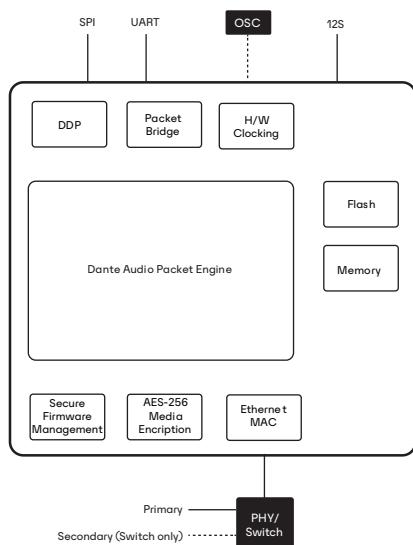 SPI UART OSC 12S
DDP
Packet
Bridge
H/W
Clocking
Flash
Dante Audio Packet Engine
Memory
Secure
Firmware
Management
AES-256
Media
Encription
Ethernet
MAC
Primary
Secondary (Switch only)
PHY/
Switch